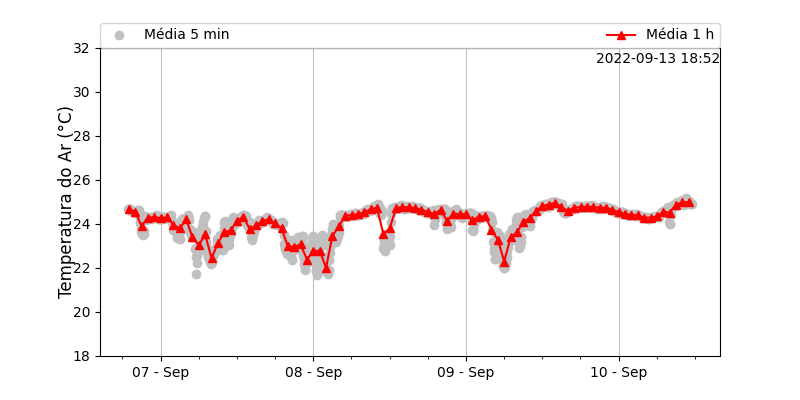 Média 5 min
Média 1 h
2022-09-13 18:52
Temperatura do Ar (°C)
32
30
28
26
24
22
20
18
07 - Sep
08 - Sep
09 - Sep
10 - Sep